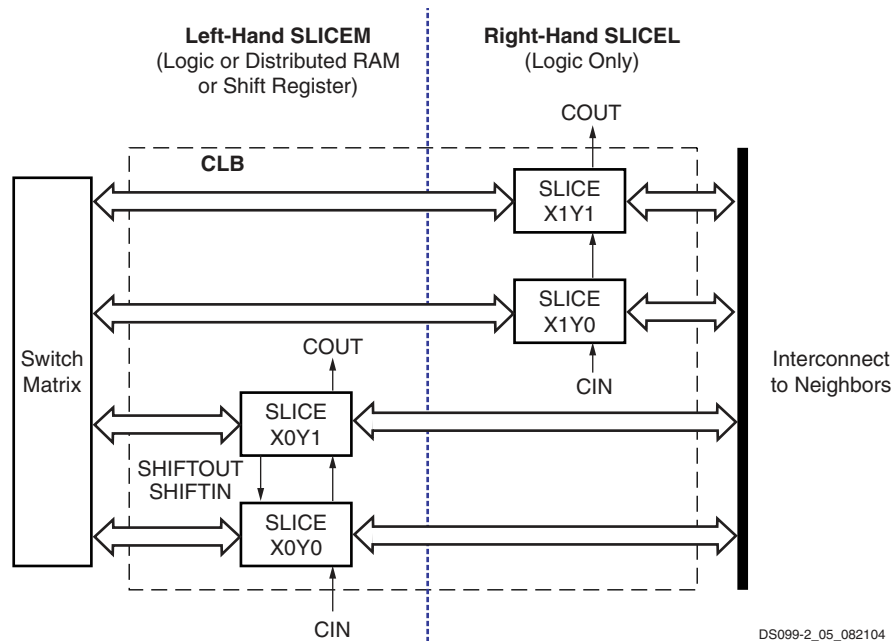 Left-Hand SLICEM
(Logic or Distributed RAM
or Shift Register)
Right-Hand SLICEL
(Logic Only)
COUT
CLB
SLICE
X1Y1
SLICE
X1Y0
Switch
Matrix
COUT
CIN
Interconnect
to Neighbors
SLICE
X0Y1
SHIFTOUT
SHIFTIN
SLICE
X0Y0
CIN
DS099-2_05_082104